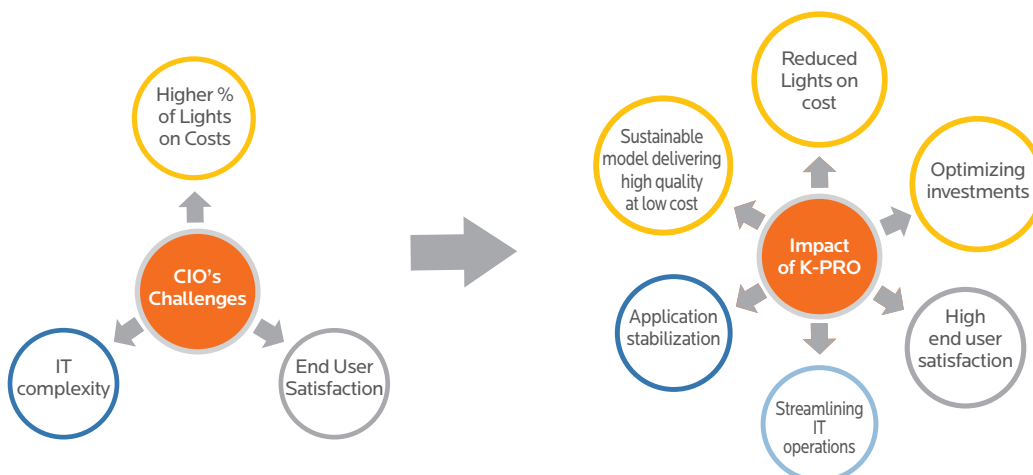 Higher %
of Lights
on Costs
CIO's
Challenges
IT
complexity
End User
Satisfaction
Reduced
Lights on
cost
Sustainable
model delivering
high quality
at low cost
Optimizing
investments
Impact
of K-PRO
Application
stabilization
High
end user
satisfaction
Streamlining
IT
operations